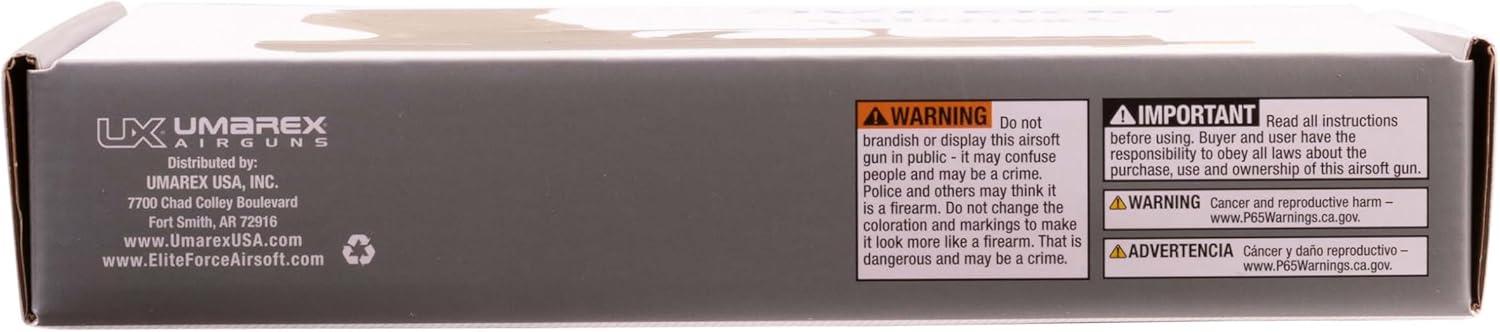 UX UMAREX
AIRGUNS
Distributed by:
UMAREX USA, INC.
7700 Chad Colley Boulevard
Fort Smith, AR 72916
www.UmarexUSA.com
www.EliteForceAirsoft.com
WARNING Do not
brandish or display this airsoft
gun in public - it may confuse
people and may be a crime.
Police and others may think it
is a firearm. Do not change the
coloration and markings to make
it look more like a firearm. That is
dangerous and may be a crime.
IMPORTANT Read all instructions
before using. Buyer and user have the
responsibility to obey all laws about the
purchase, use and ownership of this airsoft gun.
WARNING Cancer and reproductive harm –
www.P65Warnings.ca.gov.
ADVERTENCIA Cáncer y daño reproductivo –
www.P65Warnings.ca.gov.